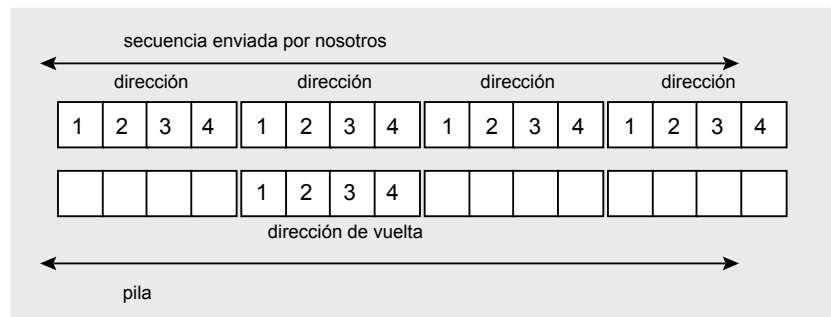 secuencia enviada por nosotros
dirección dirección dirección dirección
1 2 3 4 1 2 3 4 1 2 3 4 1 2 3 4
1 2 3 4
dirección de vuelta
pila